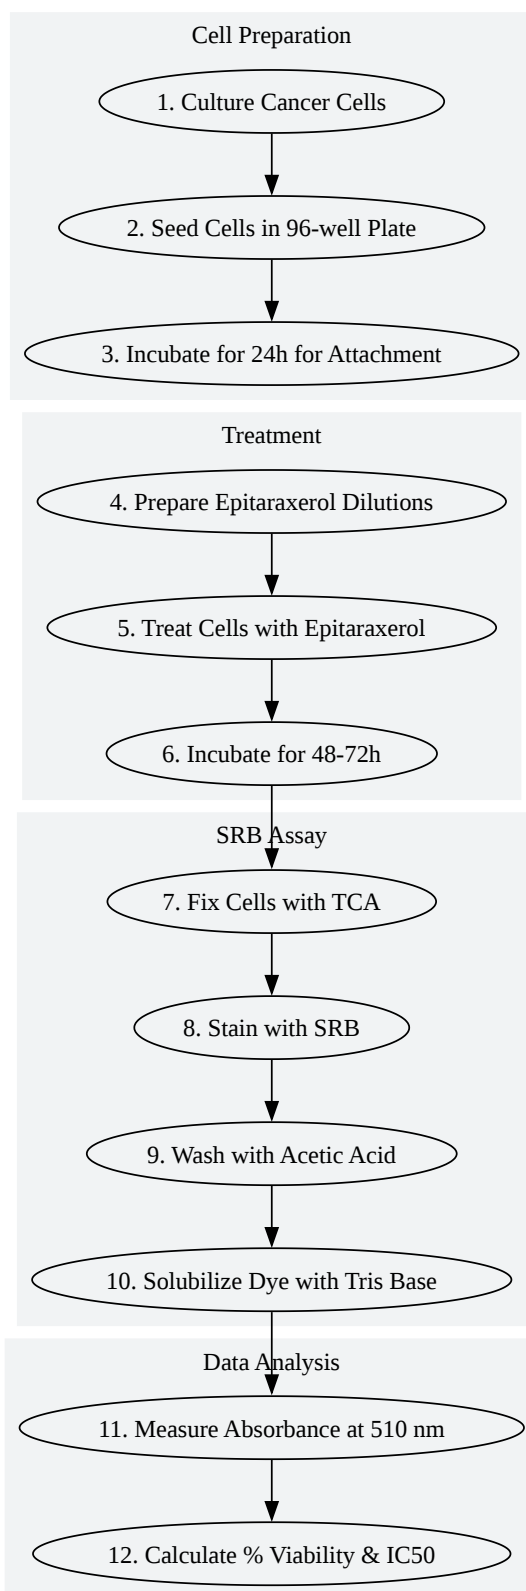 Cell Preparation
1. Culture Cancer Cells
2. Seed Cells in 96-well Plate
3. Incubate for 24h for Attachment
Treatment
4. Prepare Epitaraxerol Dilutions
5. Treat Cells with Epitaraxerol
6. Incubate for 48-72h
SRB Assay
7. Fix Cells with TCA
8. Stain with SRB
9. Wash with Acetic Acid
10. Solubilize Dye with Tris Base
Data Analysis
11. Measure Absorbance at 510 nm
12. Calculate % Viability & IC50